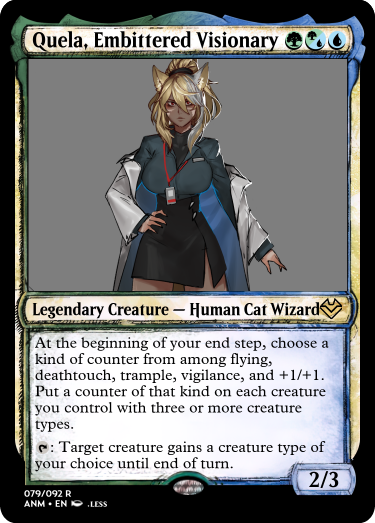 Quela, Embittered Visionary
Legendary Creature — Human Cat Wizard
At the beginning of your end step, choose a
kind of counter from among flying,
deathtouch, trample, vigilance, and +1/+1.
Put a counter of that kind on each creature
you control with three or more creature
types.
: Target creature gains a creature type of
your choice until end of turn.
2/3
079/092 R
ANM • EN .LESS